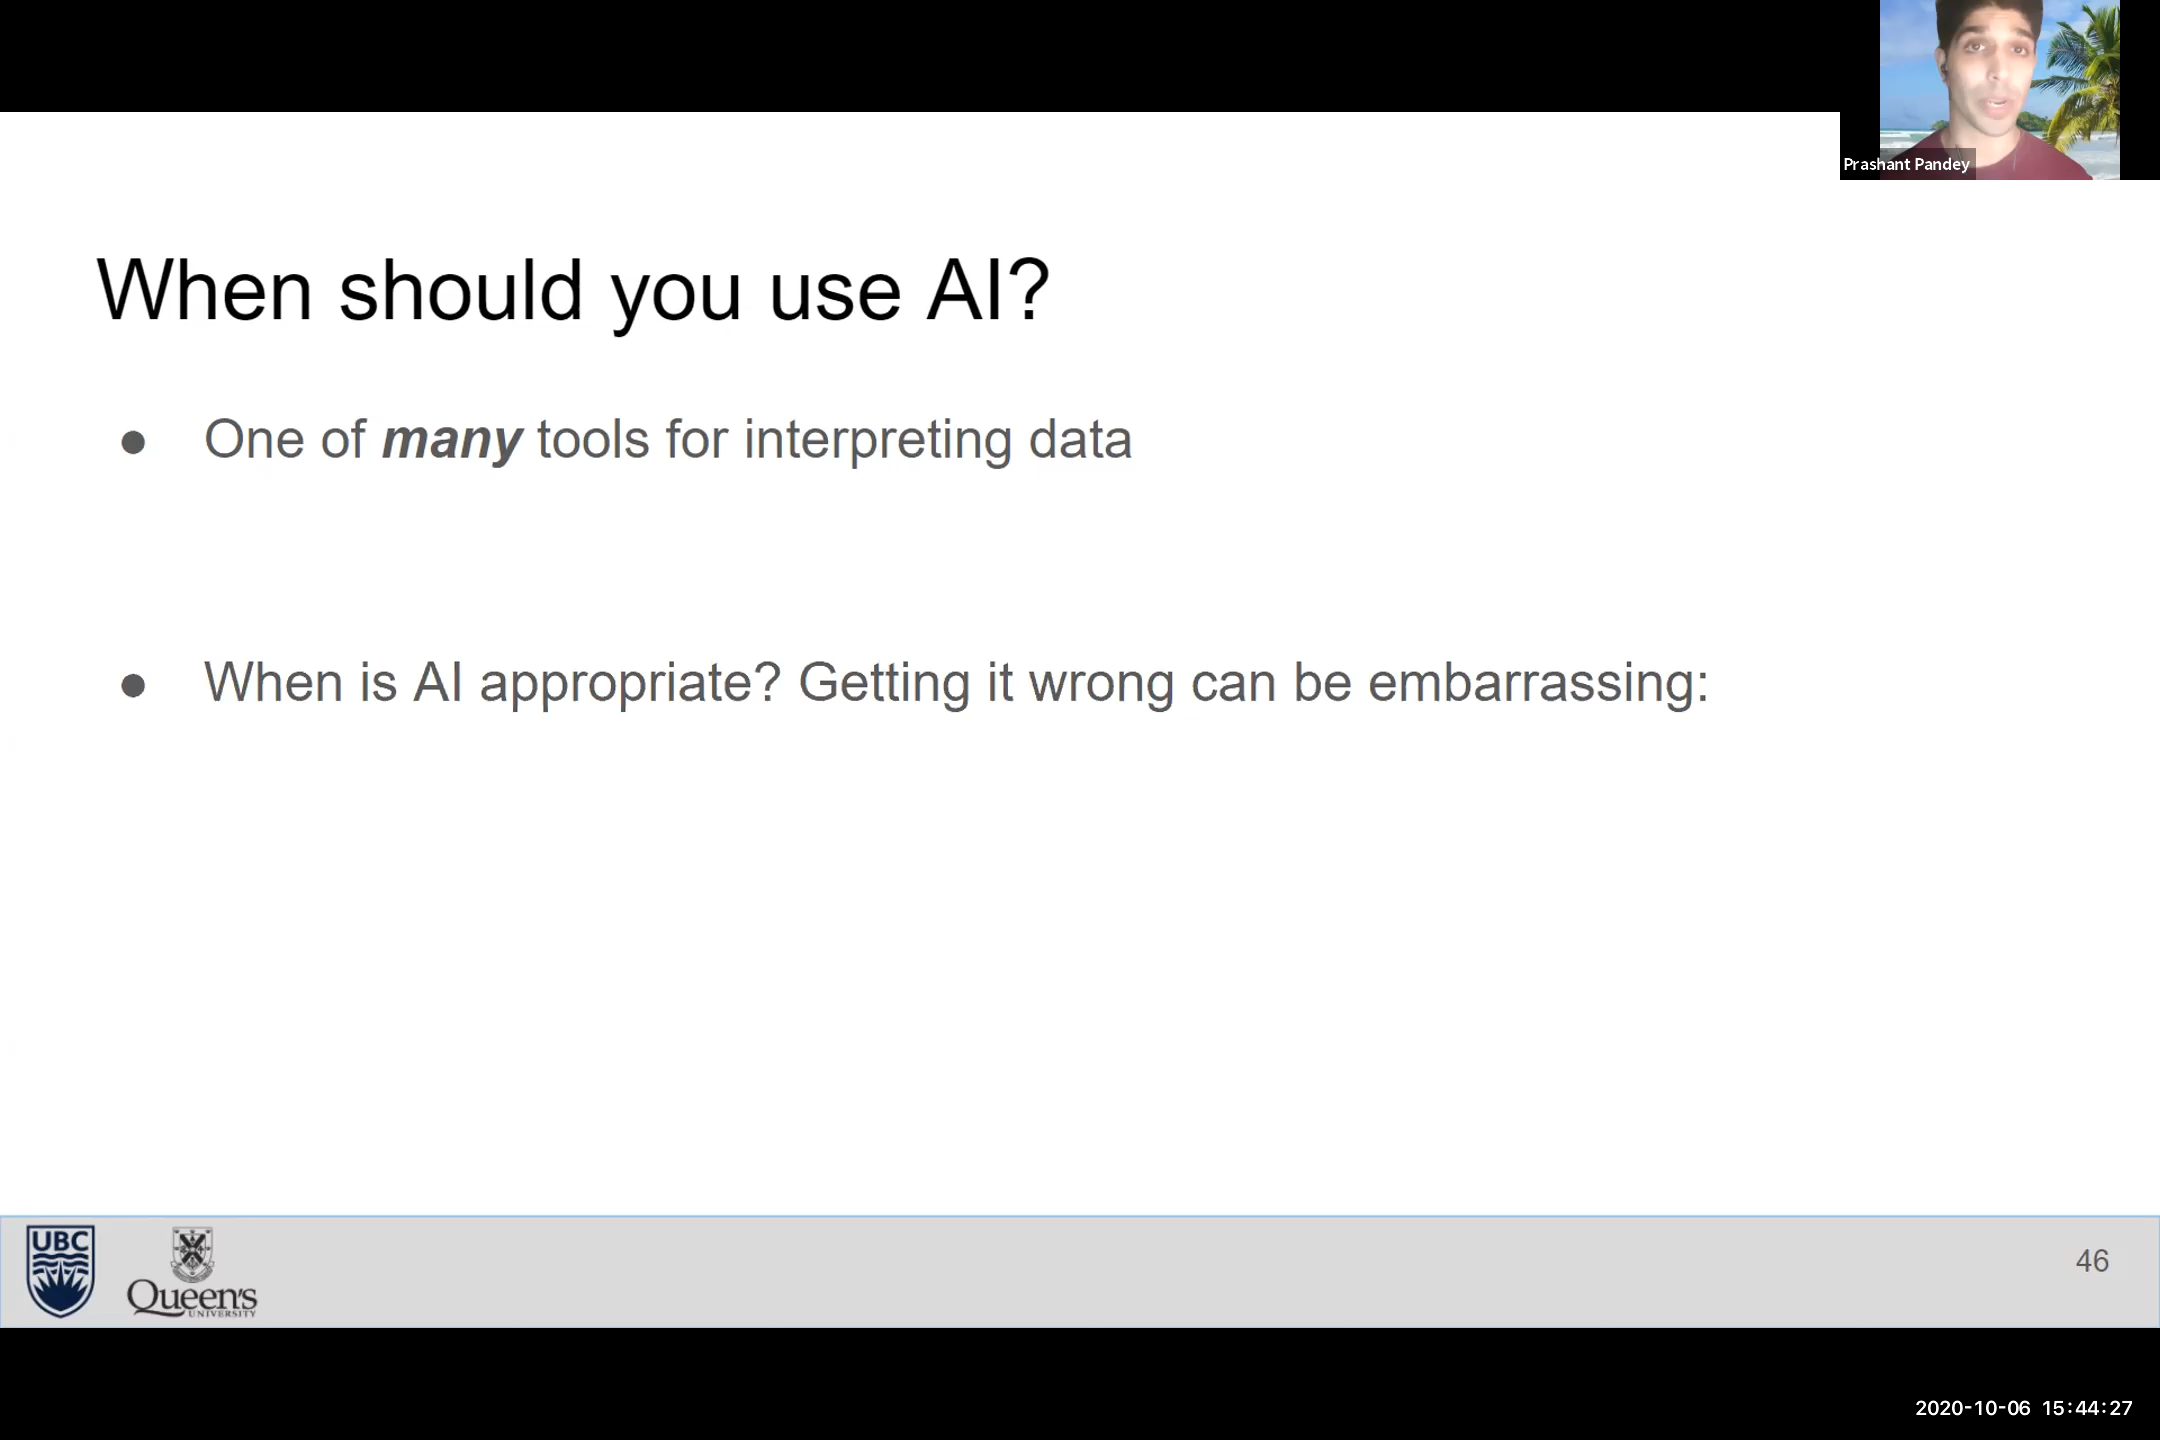 Prashant Pandey
When should you use AI?
● One of many tools for interpreting data
● When is AI appropriate? Getting it wrong can be embarrassing:
UBC
Queen's
UNIVERSITY
46
2020-10-06 15:44:27